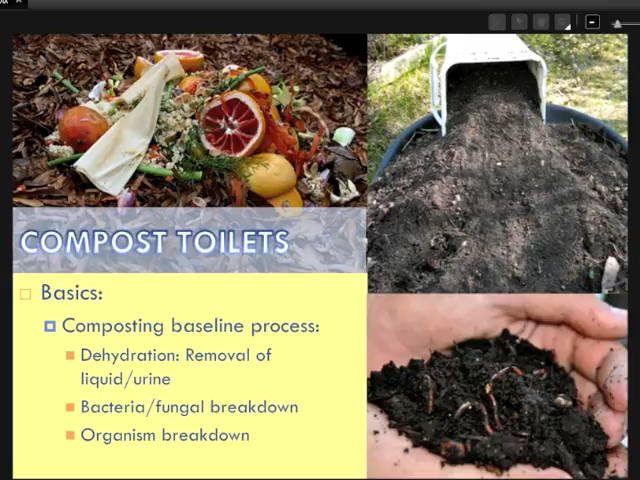 COMPOST TOILETS
Basics:
Composting baseline process:
Dehydration: Removal of
liquid/urine
Bacteria/fungal breakdown
Organism breakdown